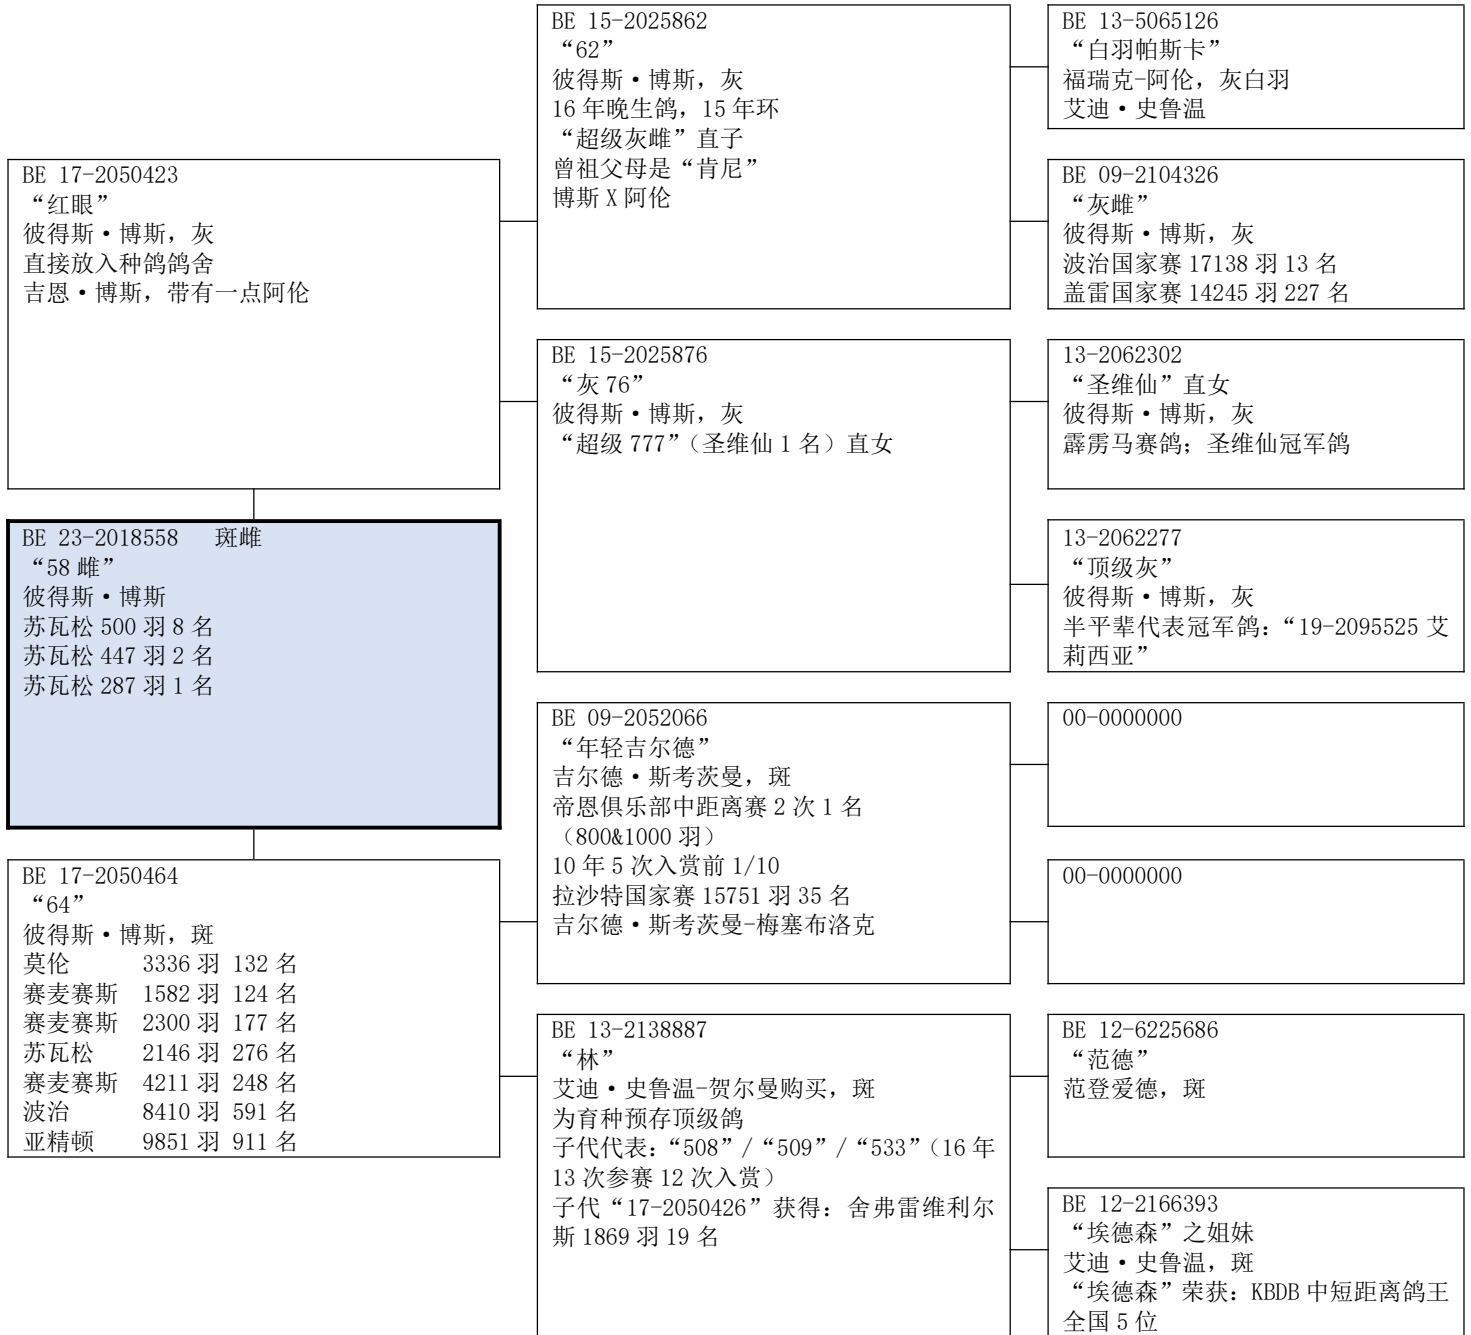 BE 15-2025862
“62”
彼得斯·博斯，灰
16 年晚生鸽，15 年环
“超级灰雌”直子
曾祖父母是“肯尼”
博斯 X 阿伦
BE 13-5065126
“白羽帕斯卡”
福瑞克-阿伦，灰白羽
艾迪·史鲁温
BE 17-2050423
“红眼”
彼得斯·博斯，灰
直接放入种鸽鸽舍
吉恩·博斯，带有一点阿伦
BE 09-2104326
“灰雌”
彼得斯·博斯，灰
波治国家赛 17138 羽 13 名
盖雷国家赛 14245 羽 227 名
BE 15-2025876
“灰 76”
彼得斯·博斯，灰
“超级 777”（圣维仙 1 名）直女
13-2062302
“圣维仙”直女
彼得斯·博斯，灰
霹雳马赛鸽；圣维仙冠军鸽
BE 23-2018558 斑雌
“58 雌”
彼得斯·博斯
苏瓦松 500 羽 8 名
苏瓦松 447 羽 2 名
苏瓦松 287 羽 1 名
13-2062277
“顶级灰”
彼得斯·博斯，灰
半平辈代表冠军鸽：“19-2095525 艾
莉西亚”
BE 09-2052066
“年轻吉尔德”
吉尔德·斯考茨曼，斑
帝恩俱乐部中距离赛 2 次 1 名
（800&1000 羽）
10 年 5 次入赏前 1/10
拉沙特国家赛 15751 羽 35 名
吉尔德·斯考茨曼-梅塞布洛克
00-0000000
BE 17-2050464
“64”
彼得斯·博斯，斑
莫伦 3336 羽 132 名
赛麦赛斯 1582 羽 124 名
赛麦赛斯 2300 羽 177 名
苏瓦松 2146 羽 276 名
赛麦赛斯 4211 羽 248 名
波治 8410 羽 591 名
亚精顿 9851 羽 911 名
00-0000000
BE 13-2138887
“林”
艾迪·史鲁温-贺尔曼购买，斑
为育种预存顶级鸽
子代代表：“508”/“509”/“533”（16 年
13 次参赛 12 次入赏）
子代“17-2050426”获得：舍弗雷维利尔
斯 1869 羽 19 名
BE 12-6225686
“范德”
范登爱德，斑
BE 12-2166393
“埃德森”之姐妹
艾迪·史鲁温，斑
“埃德森”荣获：KBDB 中短距离鸽王
全国 5 位